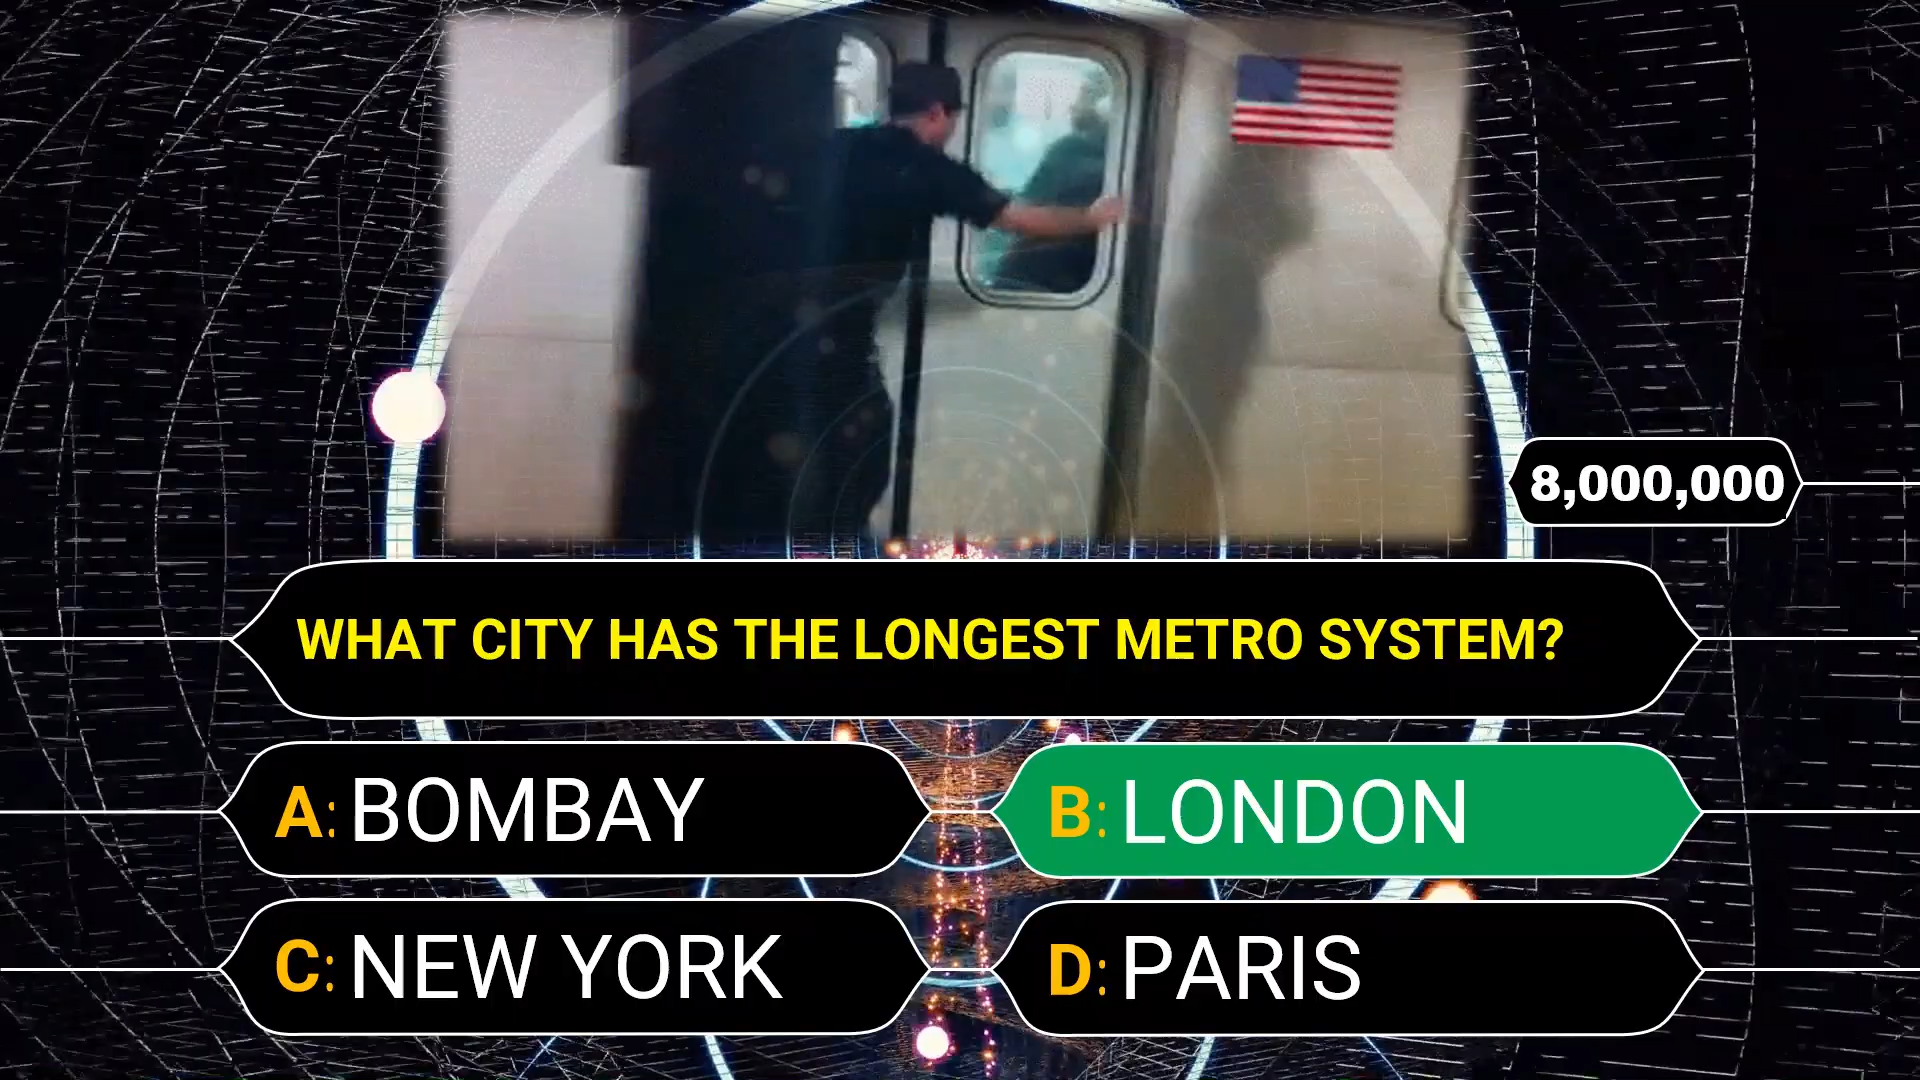 8,000,000
WHAT CITY HAS THE LONGEST METRO SYSTEM?
A: BOMBAY
B: LONDON
C: NEW YORK
D: PARIS